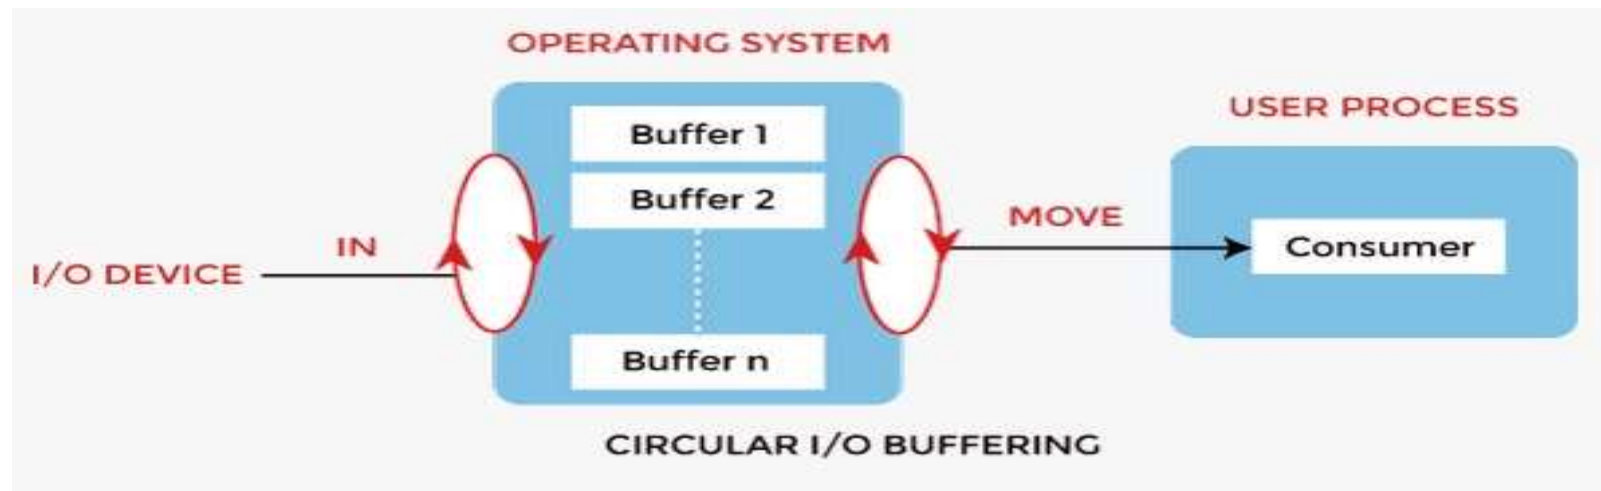 OPERATING SYSTEM
Buffer 1
Buffer 2
Buffer n
I/O DEVICE
IN
MOVE
USER PROCESS
Consumer
CIRCULAR I/O BUFFERING